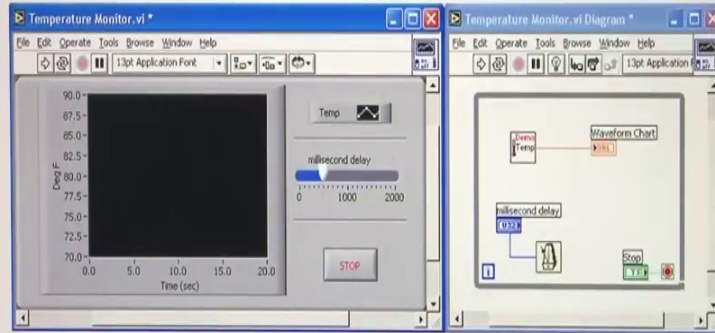 Temperature Monitor.vi *
File Edit Operate Tools Browse Window Help
13pt Application Font
90.0
87.5
85.0
82.5
80.0
77.5
75.0
72.5
70.0
Deg F
0.0 5.0 10.0 15.0 20.0
Time (sec)
Temp
millisecond delay
0 1000 2000
STOP
Temperature Monitor.vi Diagram *
File Edit Operate Tools Browse Window Help
13pt Application F
Demo
Temp
Waveform Chart
DBL
millisecond delay
U32
Stop
TF
i